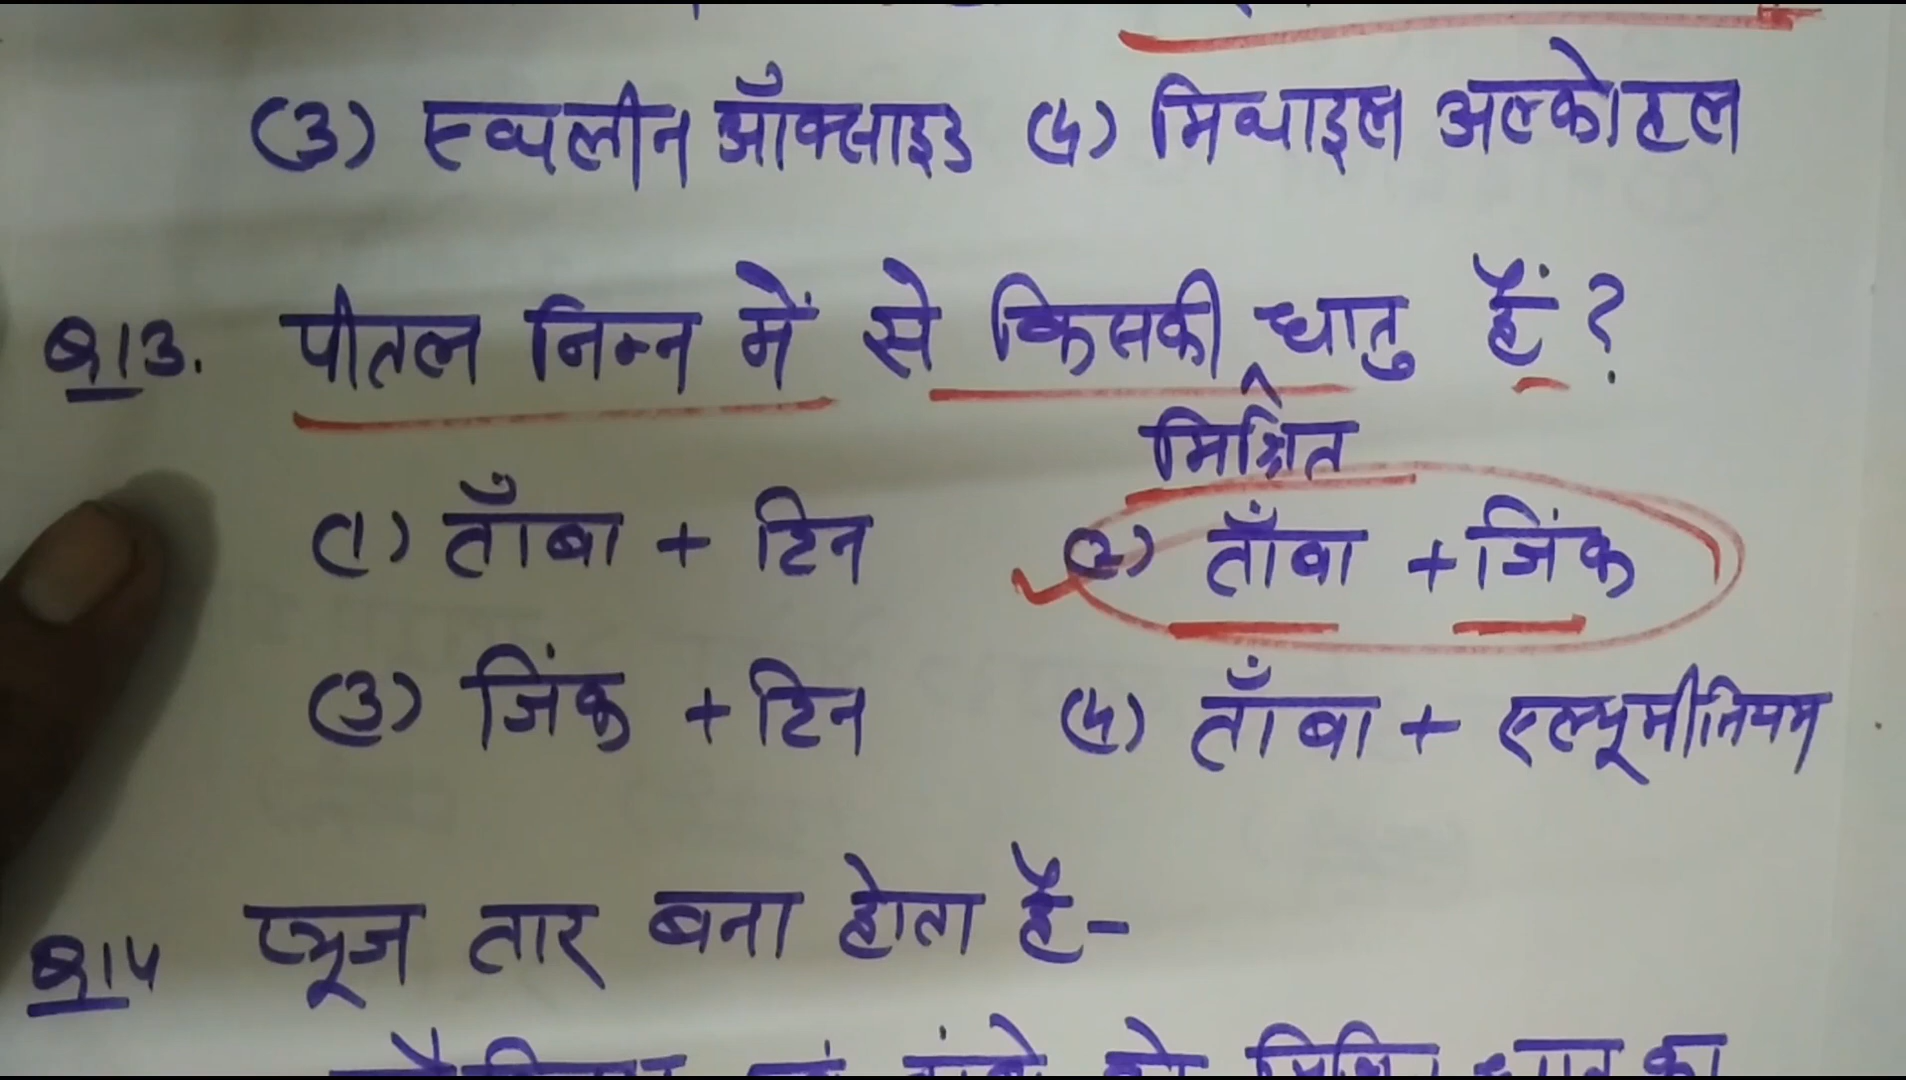 (3) एथलीन ऑक्साइड (4) मिथाइल अल्कोहल
Q13. पीतल निम्न में से किसकी धातु हैं ?
मिश्रित
(1) ताँबा + टिन (2) ताँबा + जिंक
(3) जिंक + टिन (4) ताँबा + एल्यूमीनियम
Q14 फ्यूज तार बना होता है-